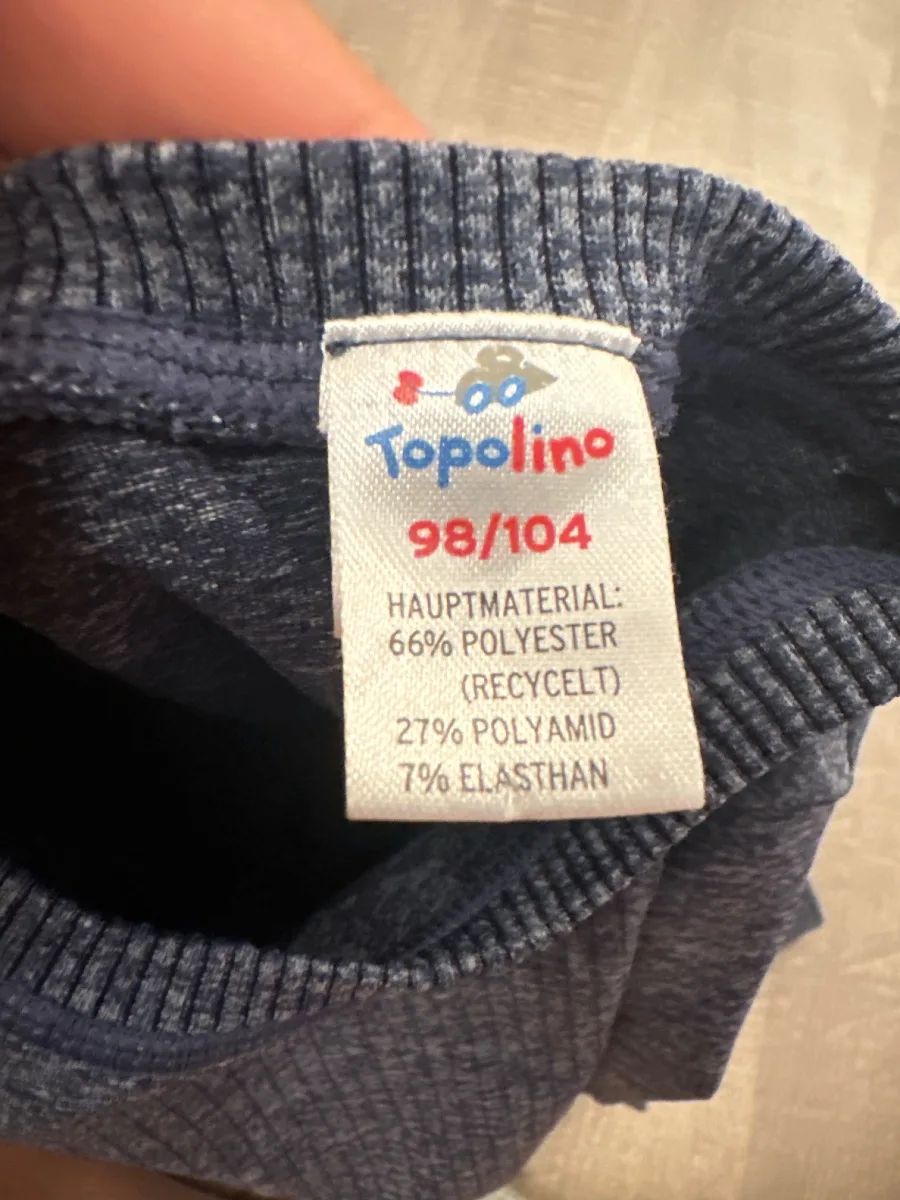 Topolino
98/104
HAUPTMATERIAL:
66% POLYESTER
(RECYCELT)
27% POLYAMID
7% ELASTHAN